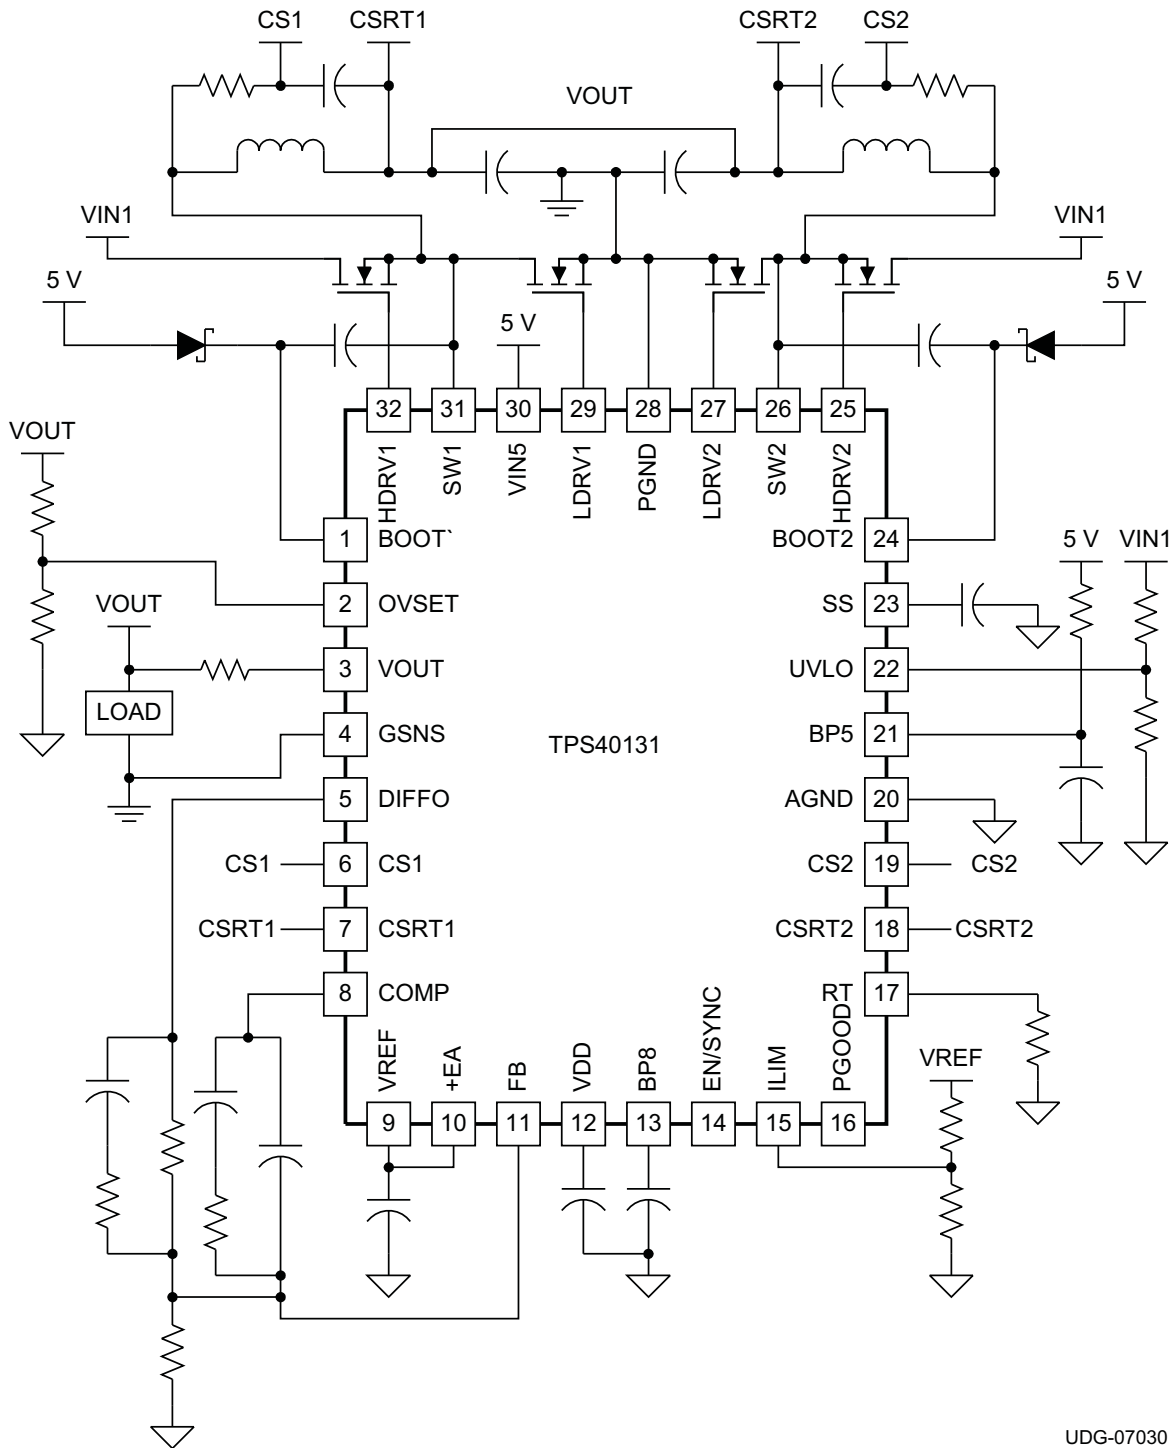 CS1 CSRT1 CSRT2 CS2
VOUT
VIN1 VIN1
5 V 5 V
5 V
32 31 30 29 28 27 26 25
HDRV1
SW1
VIN5
LDRV1
PGND
LDRV2
SW2
HDRV2
VOUT
1 BOOT` BOOT2 24
5 V VIN1
2 OVSET SS 23
VOUT
3 VOUT UVLO 22
LOAD
4 GSNS BP5 21
TPS40131
5 DIFFO AGND 20
CS1 6 CS1 CS2 19 CS2
CSRT1 7 CSRT1 CSRT2 18 CSRT2
8 COMP RT 17
VREF
+EA
FB
VDD
BP8
EN/SYNC
ILIM
PGOOD
VREF
9 10 11 12 13 14 15 16
UDG-07030